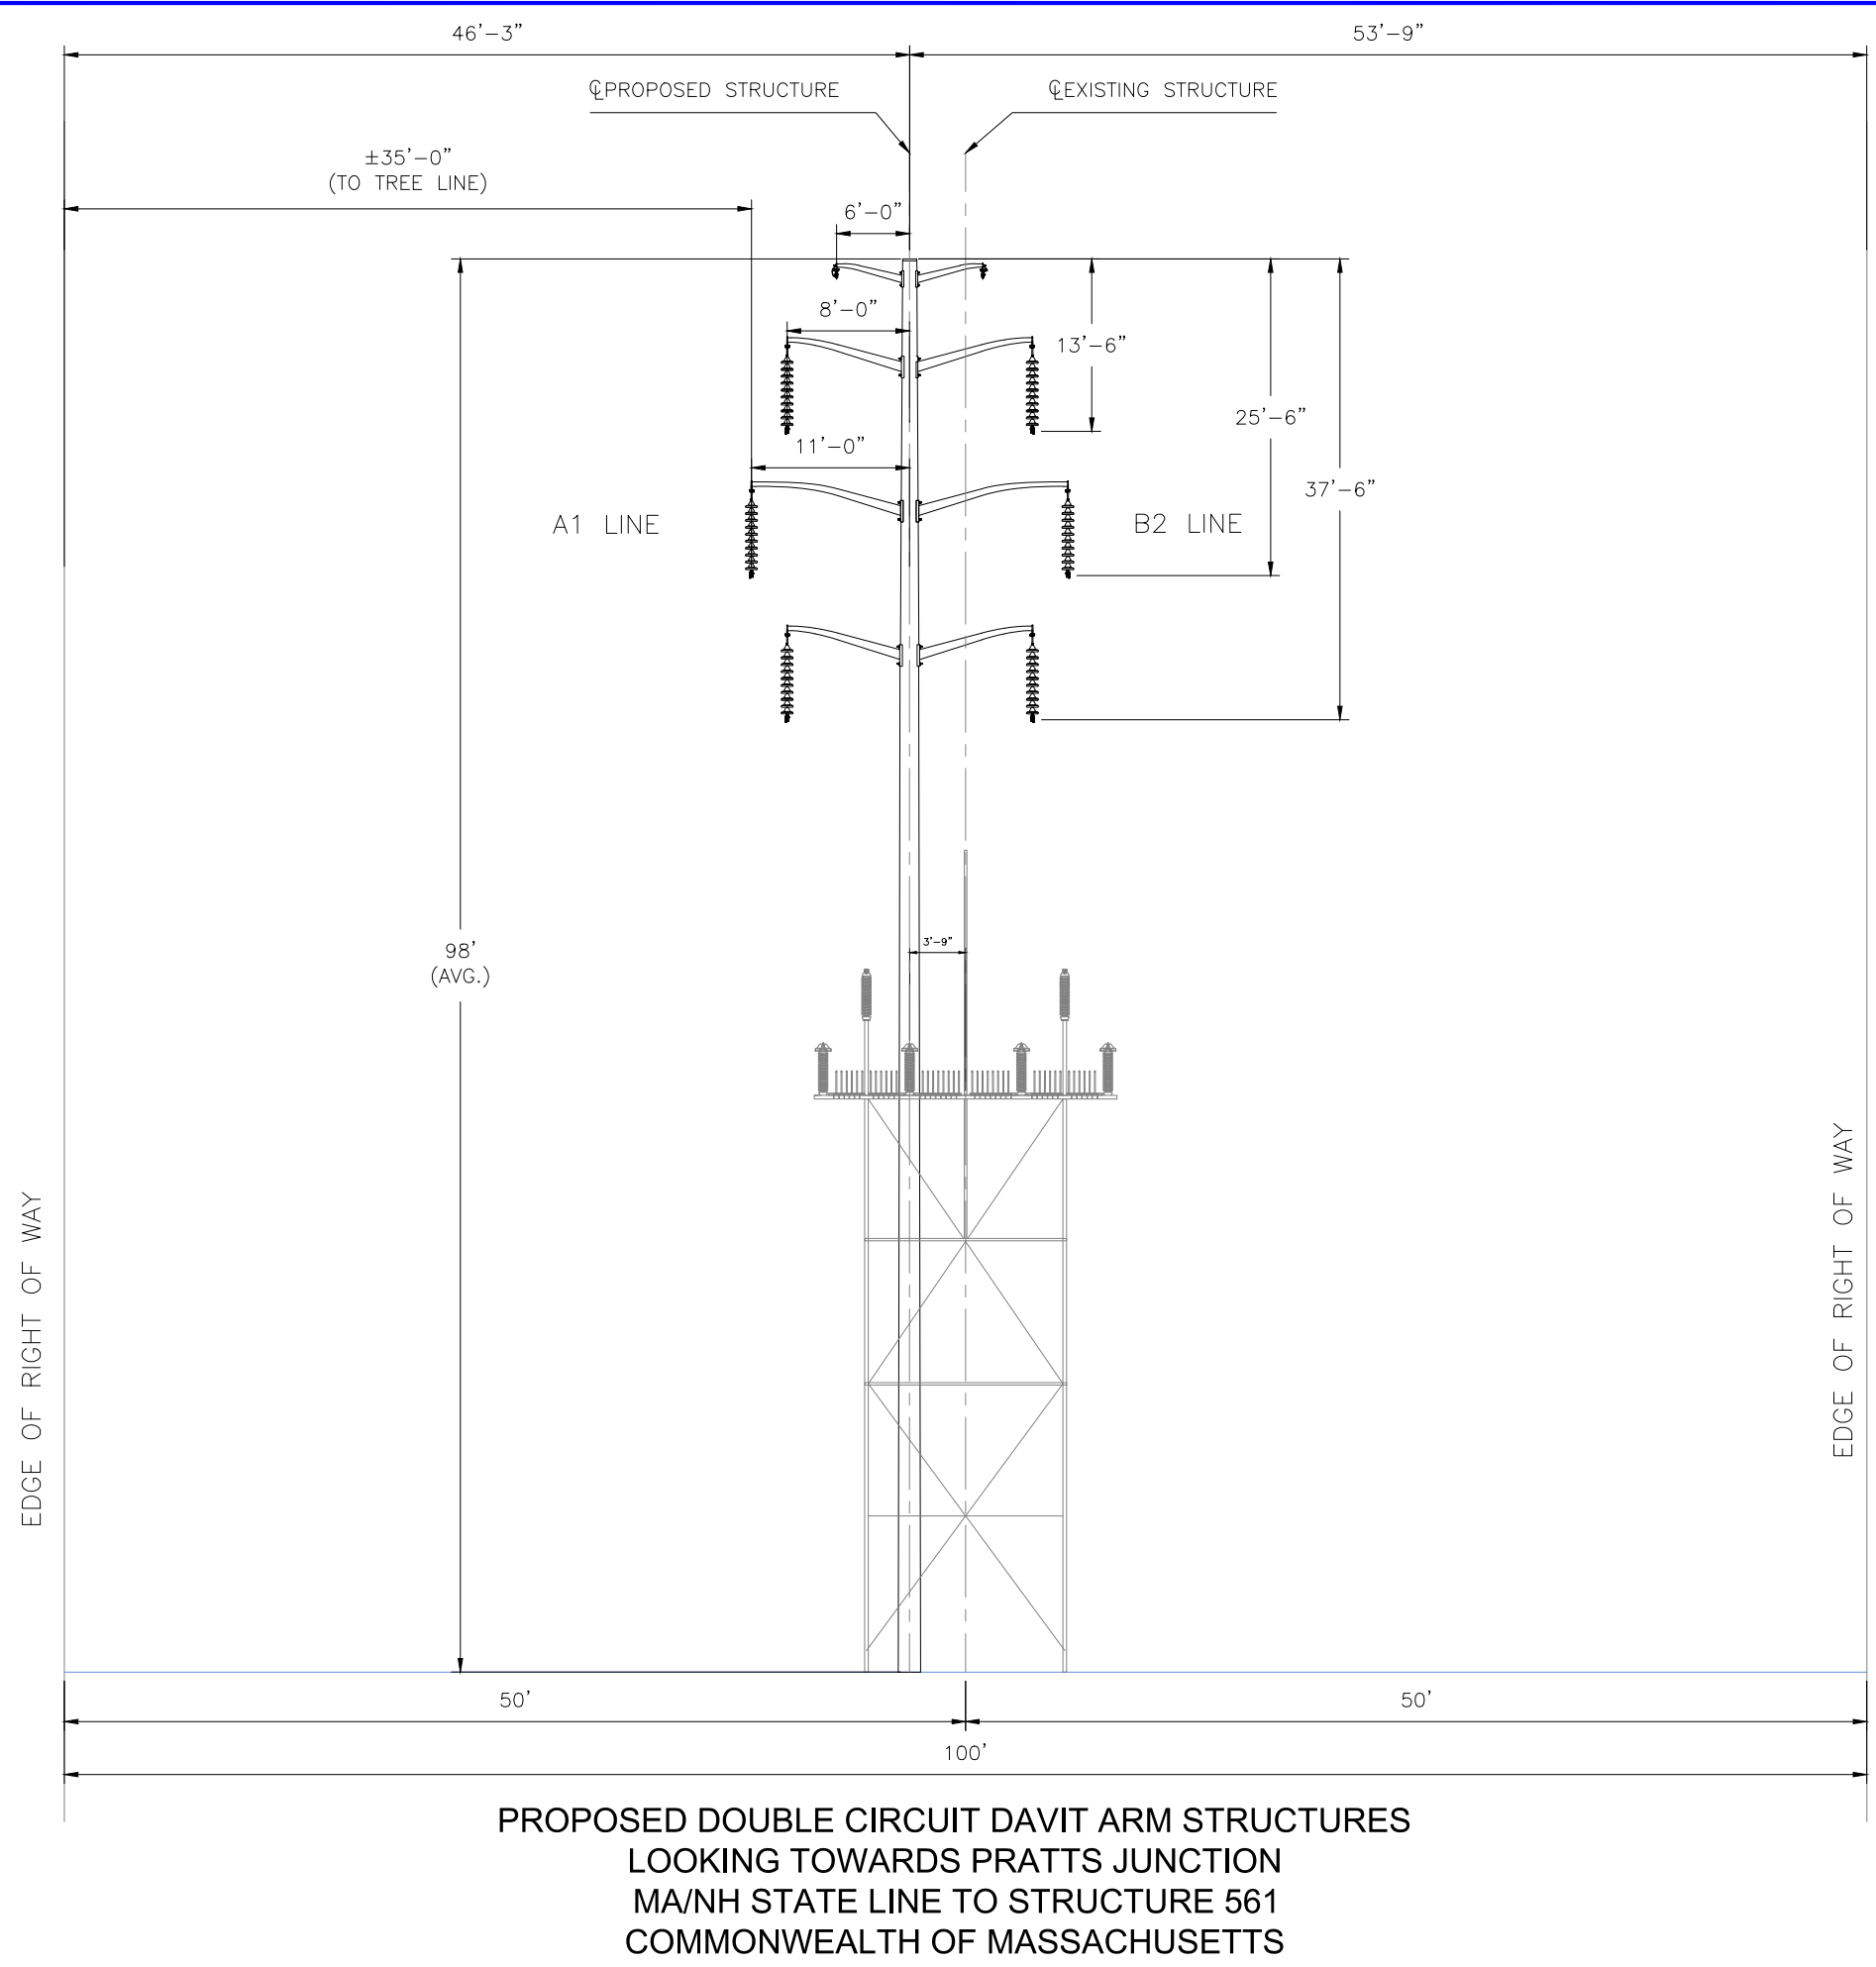 46'-3"
53'-9"
℄PROPOSED STRUCTURE
℄EXISTING STRUCTURE
±35'-0"
(TO TREE LINE)
6'-0"
8'-0"
13'-6"
25'-6"
11'-0"
37'-6"
A1 LINE
B2 LINE
3'-9"
98'
(AVG.)
EDGE OF RIGHT OF WAY
EDGE OF RIGHT OF WAY
50'
50'
100'
PROPOSED DOUBLE CIRCUIT DAVIT ARM STRUCTURES
LOOKING TOWARDS PRATTS JUNCTION
MA/NH STATE LINE TO STRUCTURE 561
COMMONWEALTH OF MASSACHUSETTS